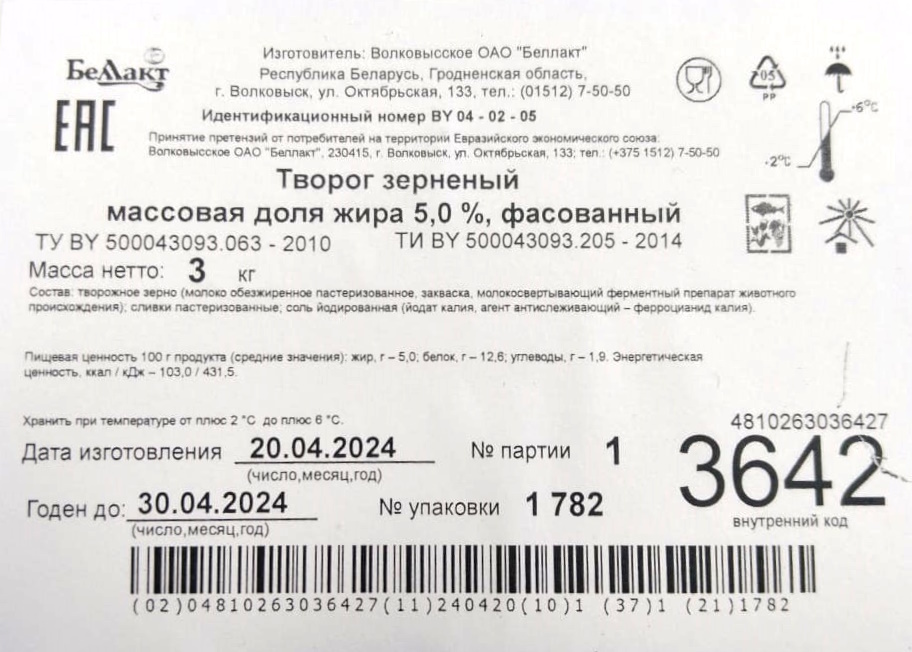 БеллАкт
Изготовитель: Волковысское ОАО "Беллакт"
Республика Беларусь, Гродненская область,
г. Волковыск, ул. Октябрьская, 133, тел.: (01512) 7-50-50
Идентификационный номер BY 04 - 02 - 05
EAC
Принятие претензий от потребителей на территории Евразийского экономического союза:
Волковысское ОАО "Беллакт", 230415, г. Волковыск, ул. Октябрьская, 133; тел.: (+375 1512) 7-50-50
05
PP
+6°C
-2°C
Творог зерненый
массовая доля жира 5,0 %, фасованный
ТУ BY 500043093.063 - 2010 ТИ BY 500043093.205 - 2014
Масса нетто: 3 кг
Состав: творожное зерно (молоко обезжиренное пастеризованное, закваска, молокосвертывающий ферментный препарат животного
происхождения); сливки пастеризованные; соль йодированная (йодат калия, агент антислеживающий – ферроцианид калия).
Пищевая ценность 100 г продукта (средние значения): жир, г – 5,0; белок, г – 12,6; углеводы, г – 1,9. Энергетическая
ценность, ккал / кДж – 103,0 / 431,5.
Хранить при температуре от плюс 2 °C до плюс 6 °C.
4810263036427
Дата изготовления 20.04.2024 № партии 1
(число,месяц,год)
3642
Годен до: 30.04.2024 № упаковки 1 782
(число,месяц,год)
внутренний код
(02)04810263036427(11)240420(10)1 (37)1 (21)1782